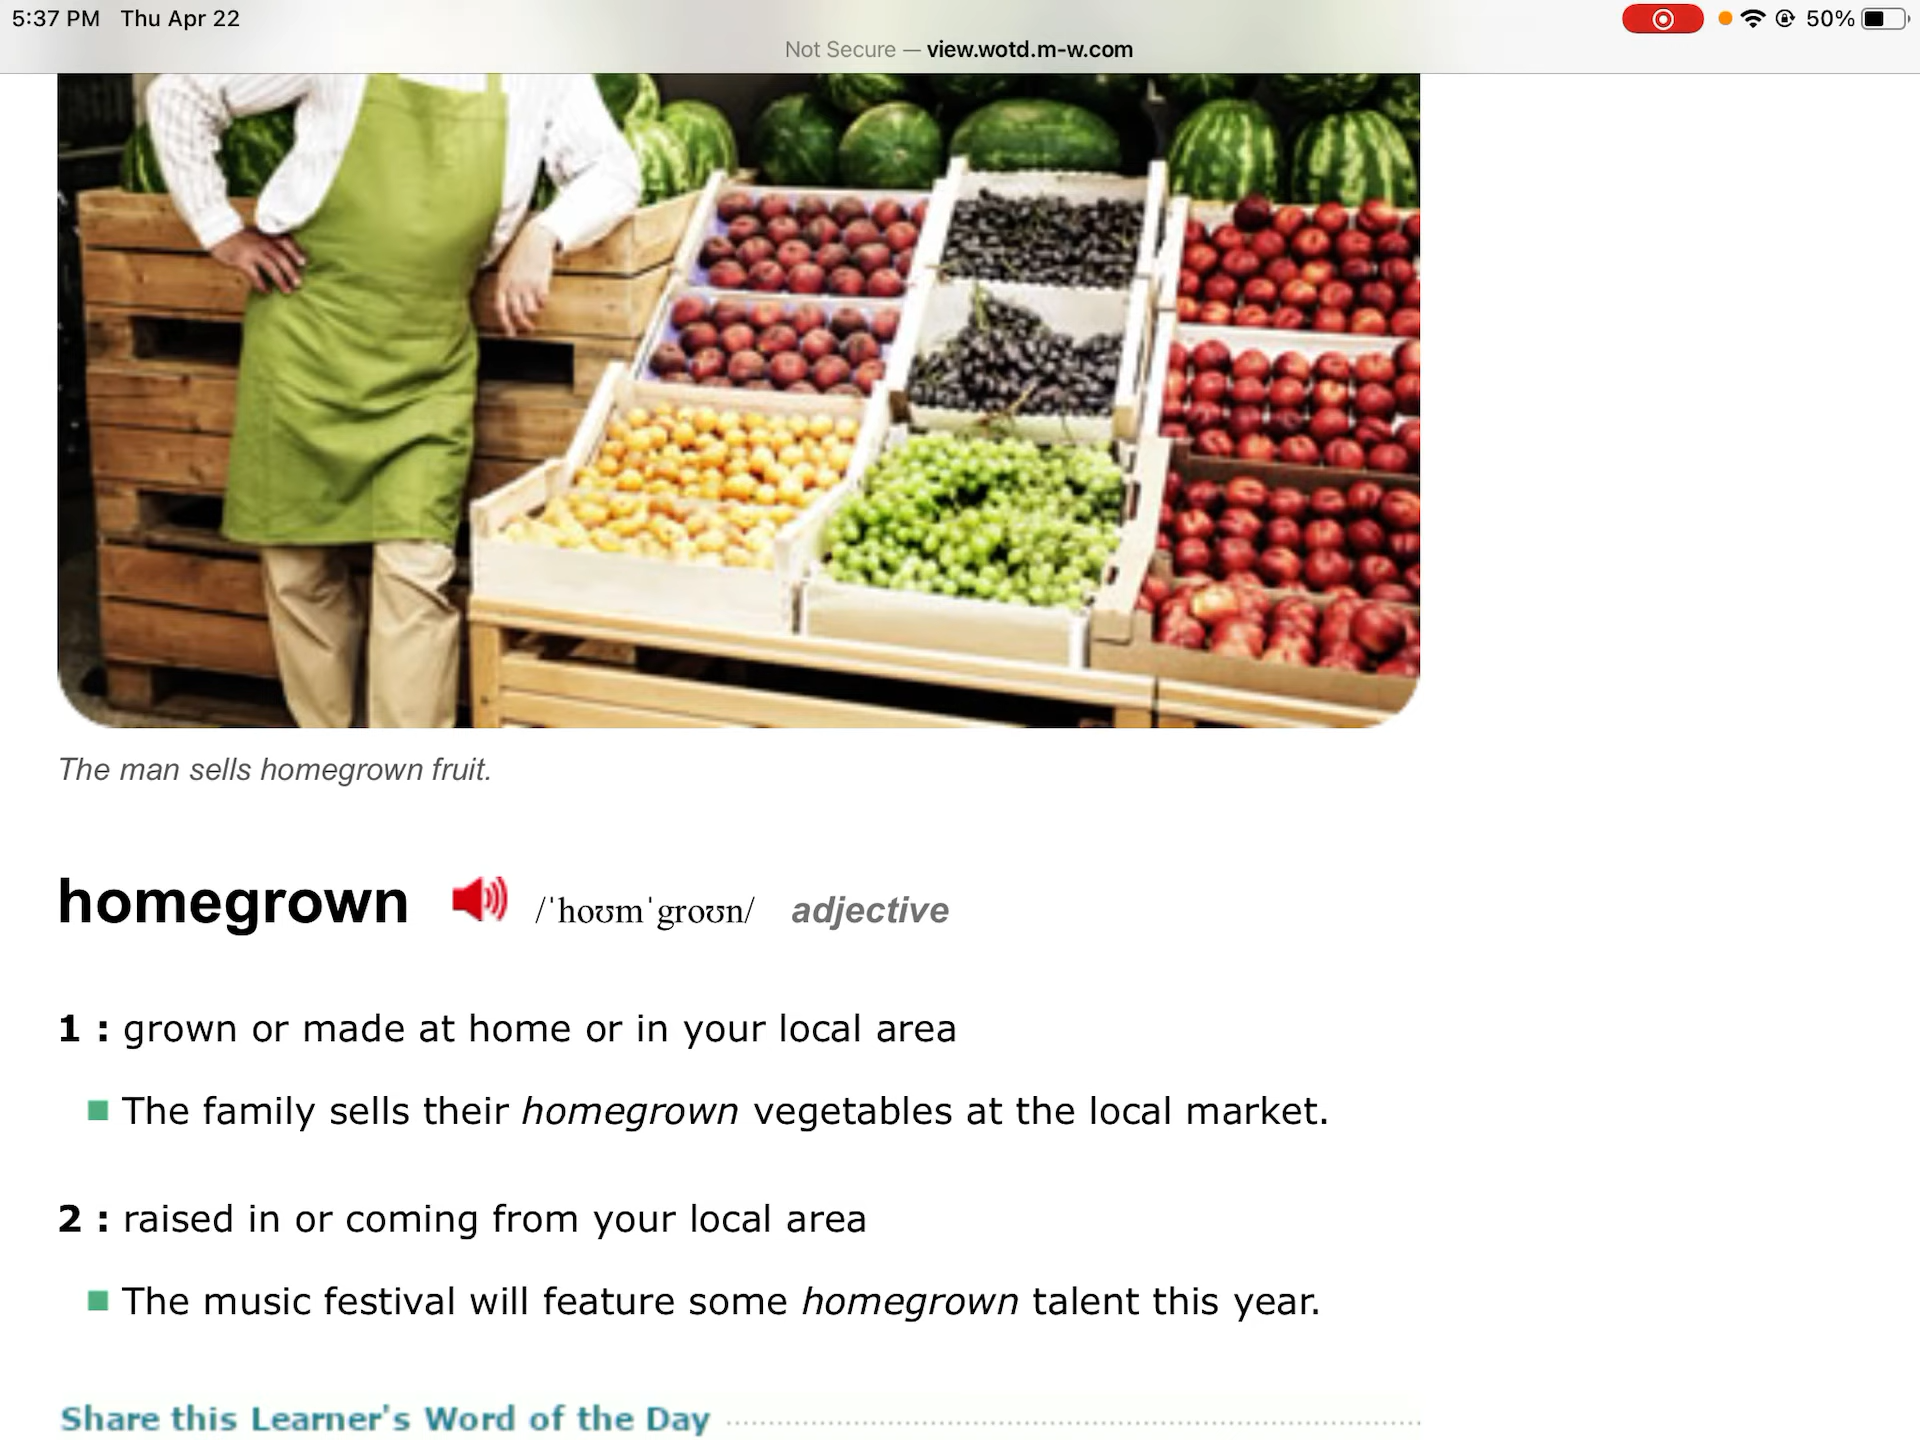 5:37 PM Thu Apr 22 50%
Not Secure — view.wotd.m-w.com
The man sells homegrown fruit.
homegrown /ˈhoʊmˈgroʊn/ adjective
1 : grown or made at home or in your local area
■ The family sells their homegrown vegetables at the local market.
2 : raised in or coming from your local area
■ The music festival will feature some homegrown talent this year.
Share this Learner's Word of the Day